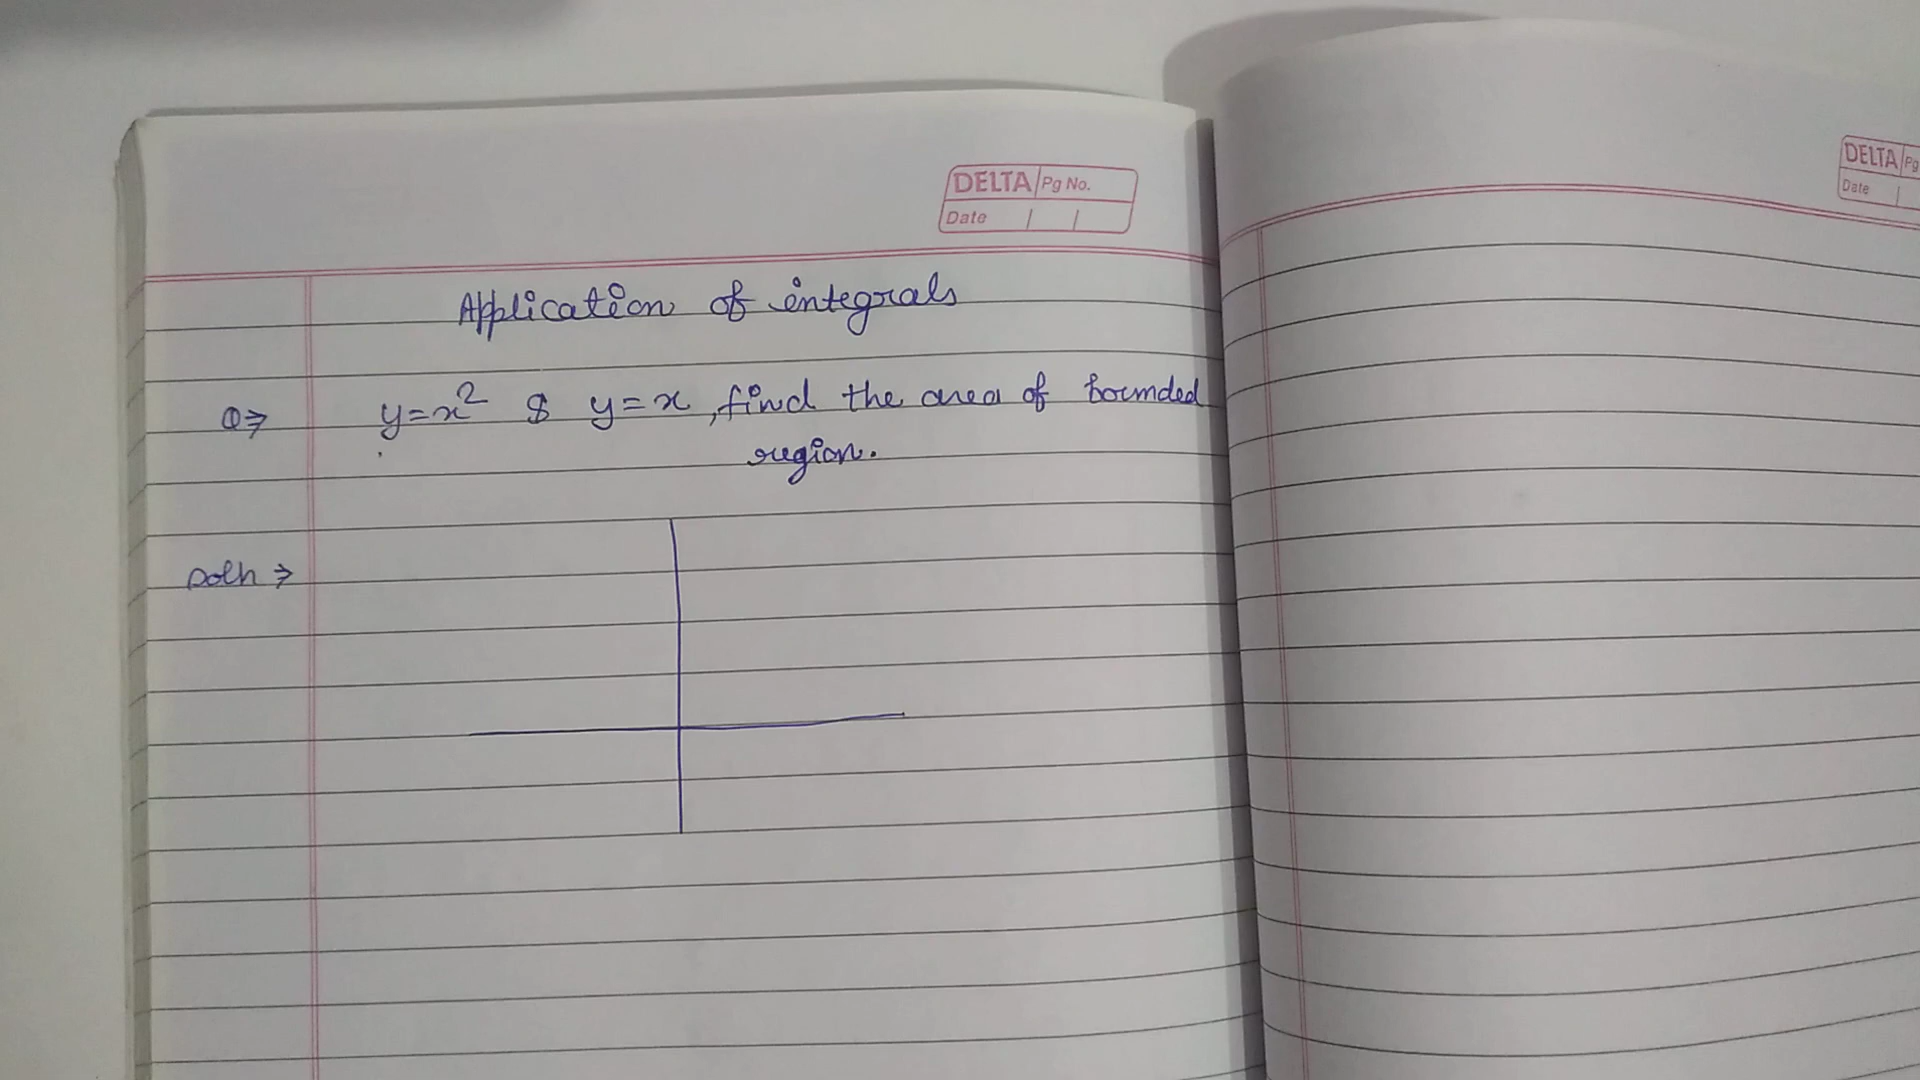 DELTA Pg No.
Date
DELTA Pg
Date
Application of integrals
Q⇒ y=x² & y=x, find the area of bounded
region.
Soln ⇒